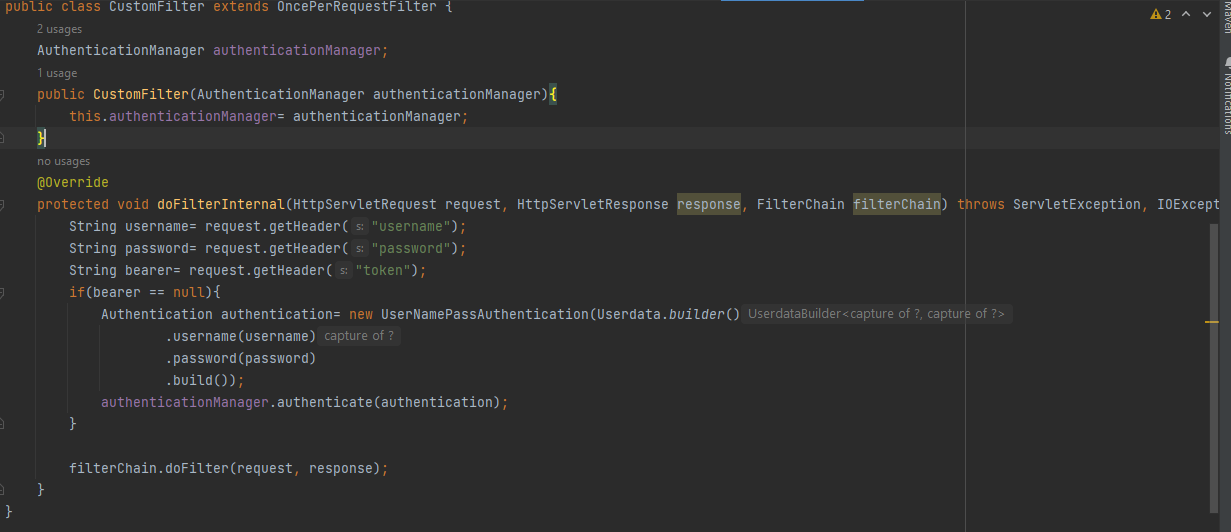 public class CustomFilter extends OncePerRequestFilter {
2 usages
AuthenticationManager authenticationManager;
1 usage
public CustomFilter(AuthenticationManager authenticationManager){
this.authenticationManager= authenticationManager;
}
no usages
@Override
protected void doFilterInternal(HttpServletRequest request, HttpServletResponse response, FilterChain filterChain) throws ServletException, IOExcept
String username= request.getHeader( s: "username");
String password= request.getHeader( s: "password");
String bearer= request.getHeader( s: "token");
if(bearer == null){
Authentication authentication= new UserNamePassAuthentication(Userdata.builder() UserdataBuilder<capture of ?, capture of ?>
.username(username) capture of ?
.password(password)
.build());
authenticationManager.authenticate(authentication);
}
filterChain.doFilter(request, response);
}
}
2
Maven
Notifications